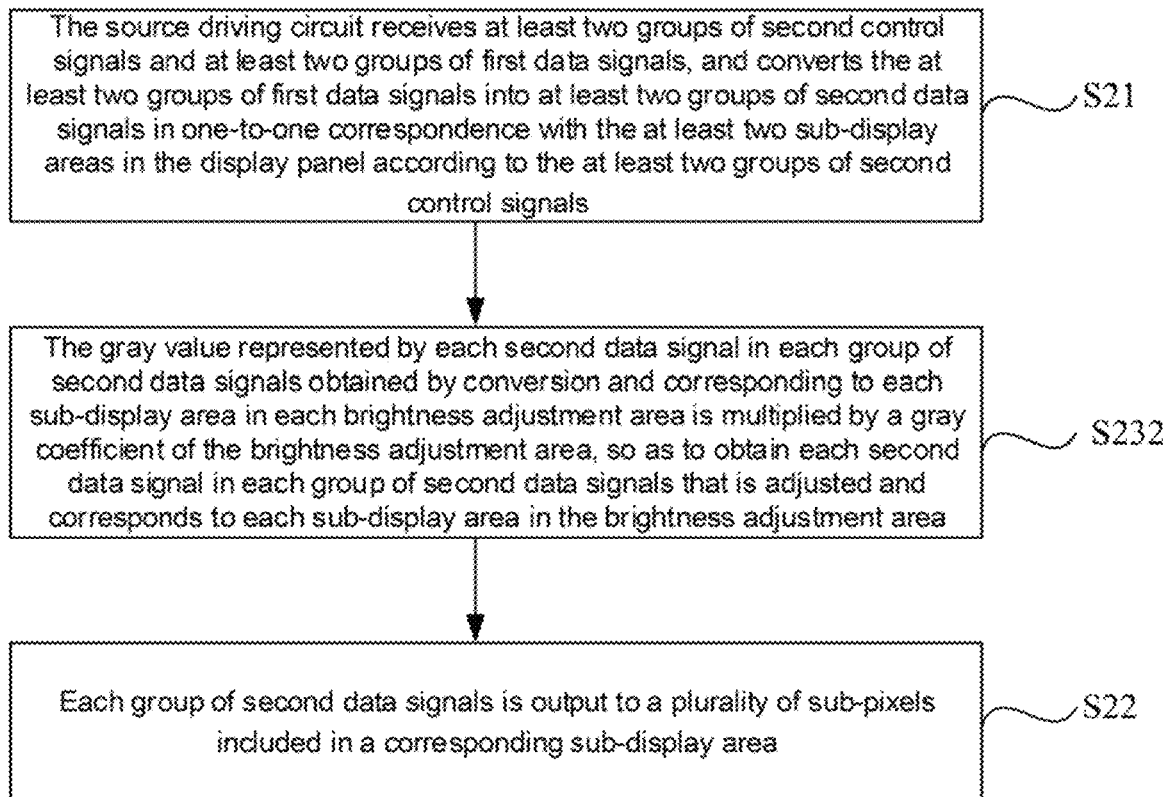 The source driving circuit receives at least two groups of second control
signals and at least two groups of first data signals, and converts the at
least two groups of first data signals into at least two groups of second data
signals in one-to-one correspondence with the at least two sub-display
areas in the display panel according to the at least two groups of second
control signals
S21
The gray value represented by each second data signal in each group of
second data signals obtained by conversion and corresponding to each
sub-display area in each brightness adjustment area is multiplied by a gray
coefficient of the brightness adjustment area, so as to obtain each second
data signal in each group of second data signals that is adjusted and
corresponds to each sub-display area in the brightness adjustment area
S232
Each group of second data signals is output to a plurality of sub-pixels
included in a corresponding sub-display area
S22